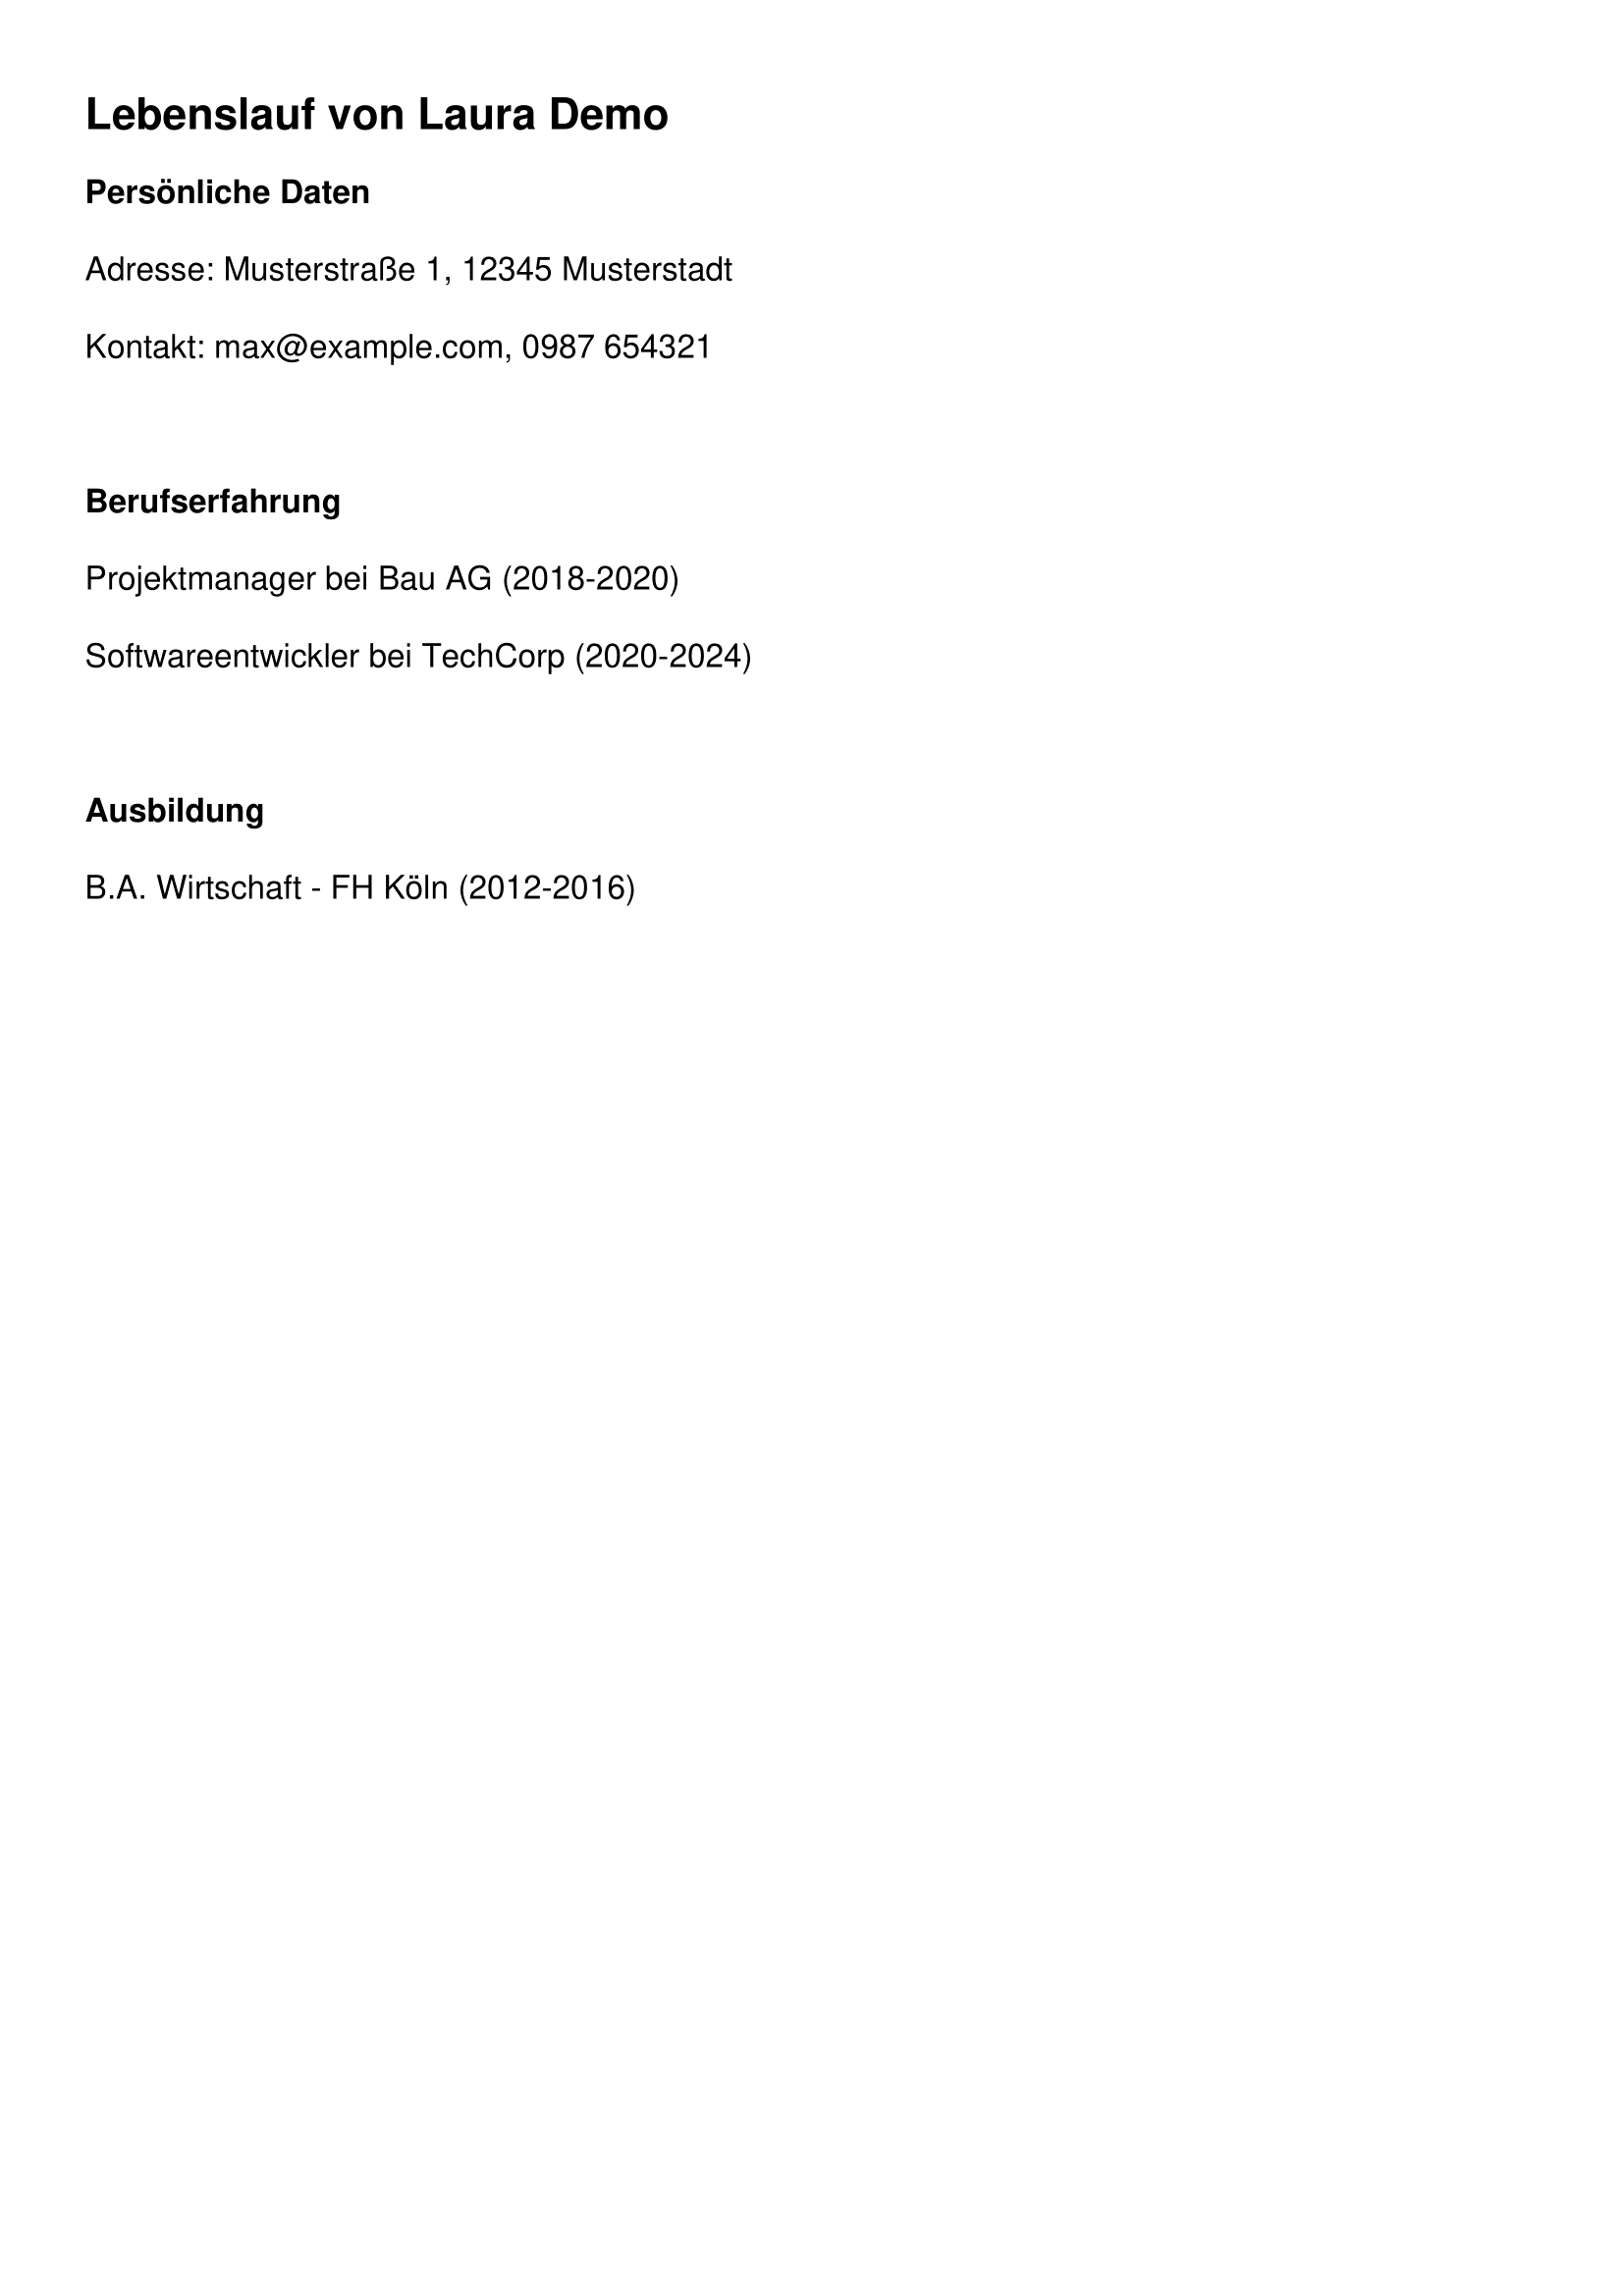 Lebenslauf von Laura Demo
Persönliche Daten
Adresse: Musterstraße 1, 12345 Musterstadt
Kontakt: max@example.com, 0987 654321
Berufserfahrung
Projektmanager bei Bau AG (2018-2020)
Softwareentwickler bei TechCorp (2020-2024)
Ausbildung
B.A. Wirtschaft - FH Köln (2012-2016)